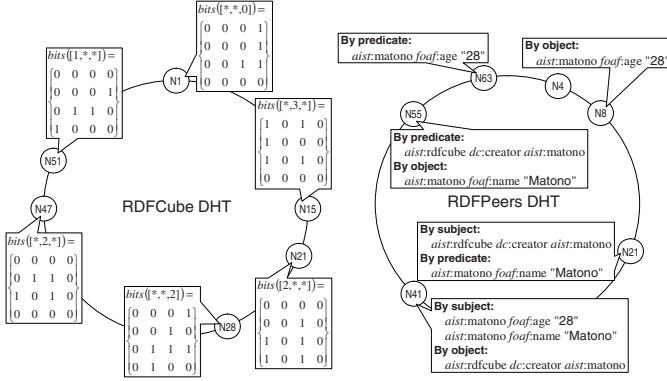 bits([*,*,0])=
0 0 0 1
0 0 0 0
0 0 1 1
0 0 0 0
N1
bits([1,*,*])=
0 0 0 0
0 0 0 1
0 1 1 0
1 0 0 0
N51
bits([*,3,*])=
1 0 1 0
1 0 1 0
0 1 0 0
0 0 0 0
N15
N47
RDFCube DHT
bits([*,2,*])=
0 0 0 0
0 1 1 0
1 0 1 0
0 0 0 0
N21
bits([*,*,2])=
0 0 0 1
0 0 1 0
0 1 1 1
0 1 0 0
N28
bits([2,*,*])=
0 0 0 0
0 0 1 0
1 0 1 0
1 0 1 0
By predicate:
aist:matono foaf:age "28"
N63
By object:
aist:matono foaf:age "28"
N4
N8
N55
By predicate:
aist:rdfcube dc:creator aist:matono
By object:
aist:matono foaf:name "Matono"
RDFPeers DHT
By subject:
aist:rdfcube dc:creator aist:matono
By predicate:
aist:matono foaf:name "Matono"
N21
N41
By subject:
aist:matono foaf:age "28"
aist:matono foaf:name "Matono"
By object:
aist:rdfcube dc:creator aist:matono